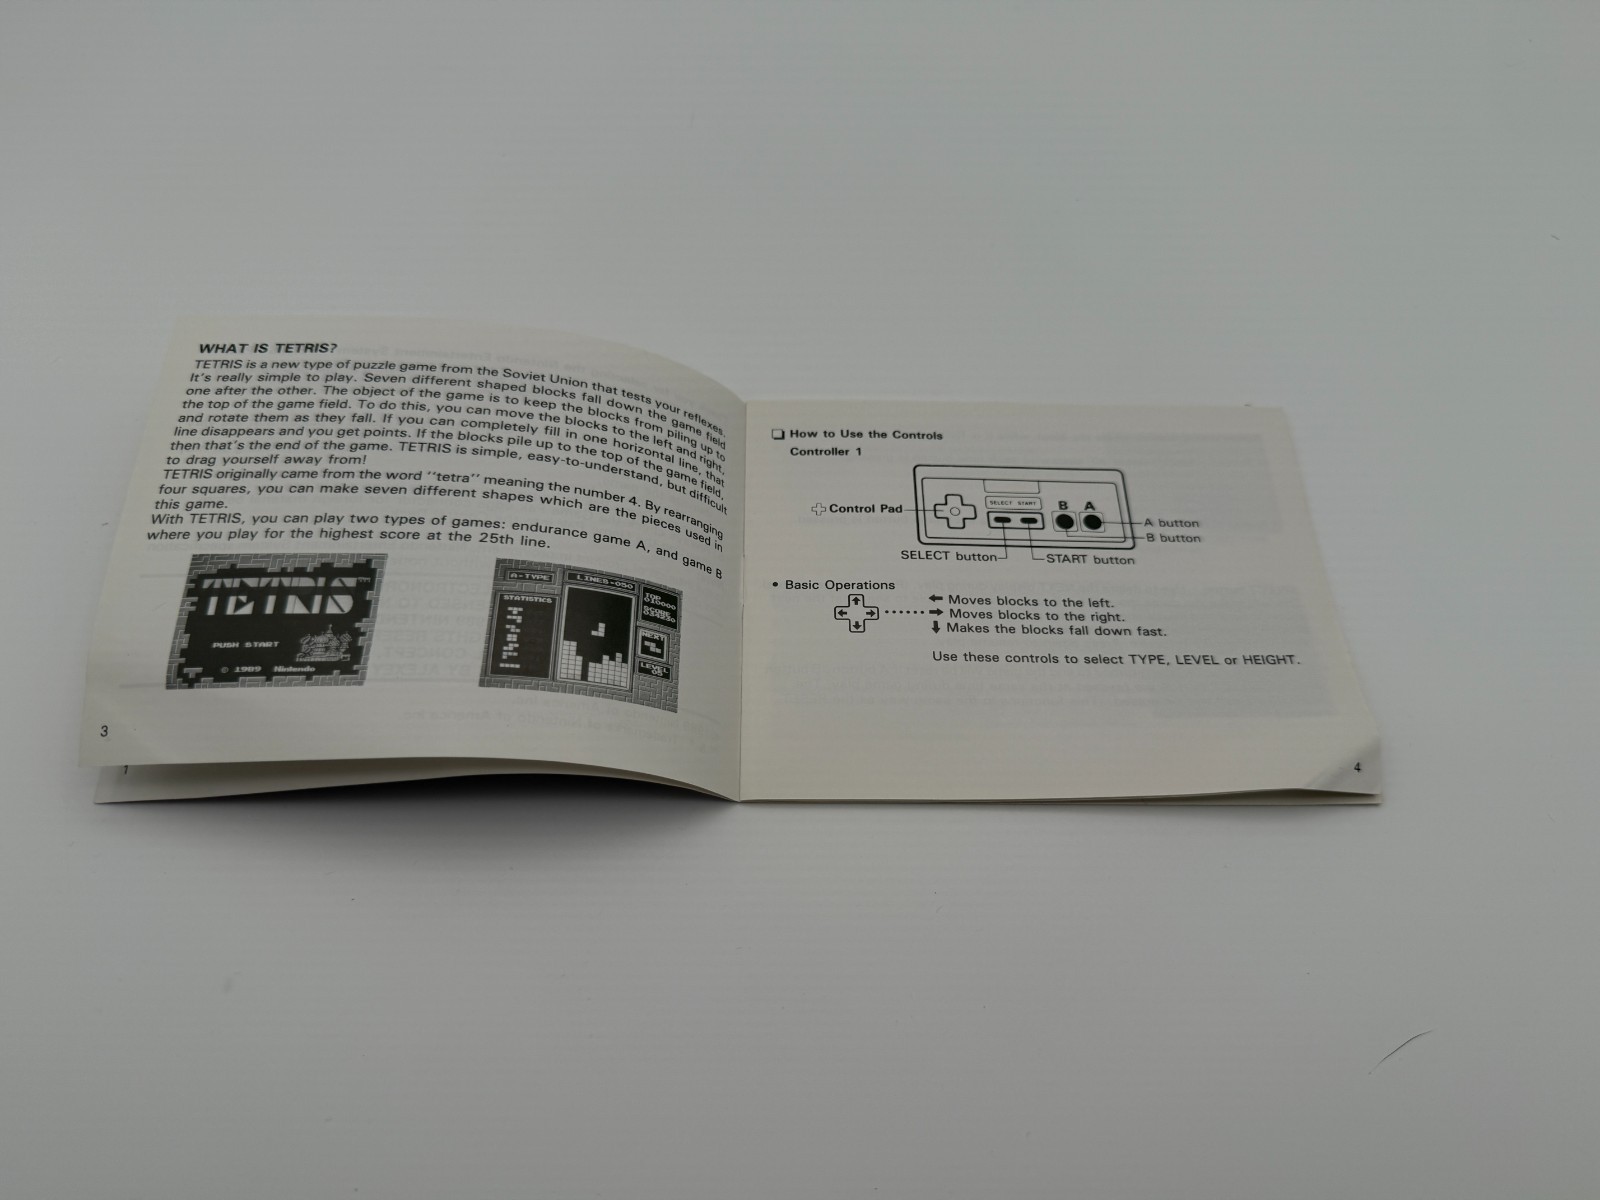 WHAT IS TETRIS?
TETRIS is a new type of puzzle game from the Soviet Union that tests your reflexes.
It's really simple to play. Seven different shaped blocks fall down the game field
one after the other. The object of the game is to keep the blocks from piling up to
the top of the game field. To do this, you can move the blocks to the left and right,
and rotate them as they fall. If you can completely fill in one horizontal line, that
line disappears and you get points. If the blocks pile up to the top of the game field,
then that's the end of the game. TETRIS is simple, easy-to-understand, but difficult
to drag yourself away from!
TETRIS originally came from the word "tetra" meaning the number 4. By rearranging
four squares, you can make seven different shapes which are the pieces used in
this game.
With TETRIS, you can play two types of games: endurance game A, and game B
where you play for the highest score at the 25th line.
TETRIS
PUSH START
© 1989 Nintendo
A-TYPE
LINES-050
STATISTICS
TOP
010000
SCORE
NEXT
LEVEL
05
3
1
❏ How to Use the Controls
Controller 1
Control Pad
SELECT START
B A
A button
B button
SELECT button
START button
• Basic Operations
← Moves blocks to the left.
→ Moves blocks to the right.
↓ Makes the blocks fall down fast.
Use these controls to select TYPE, LEVEL or HEIGHT.
4